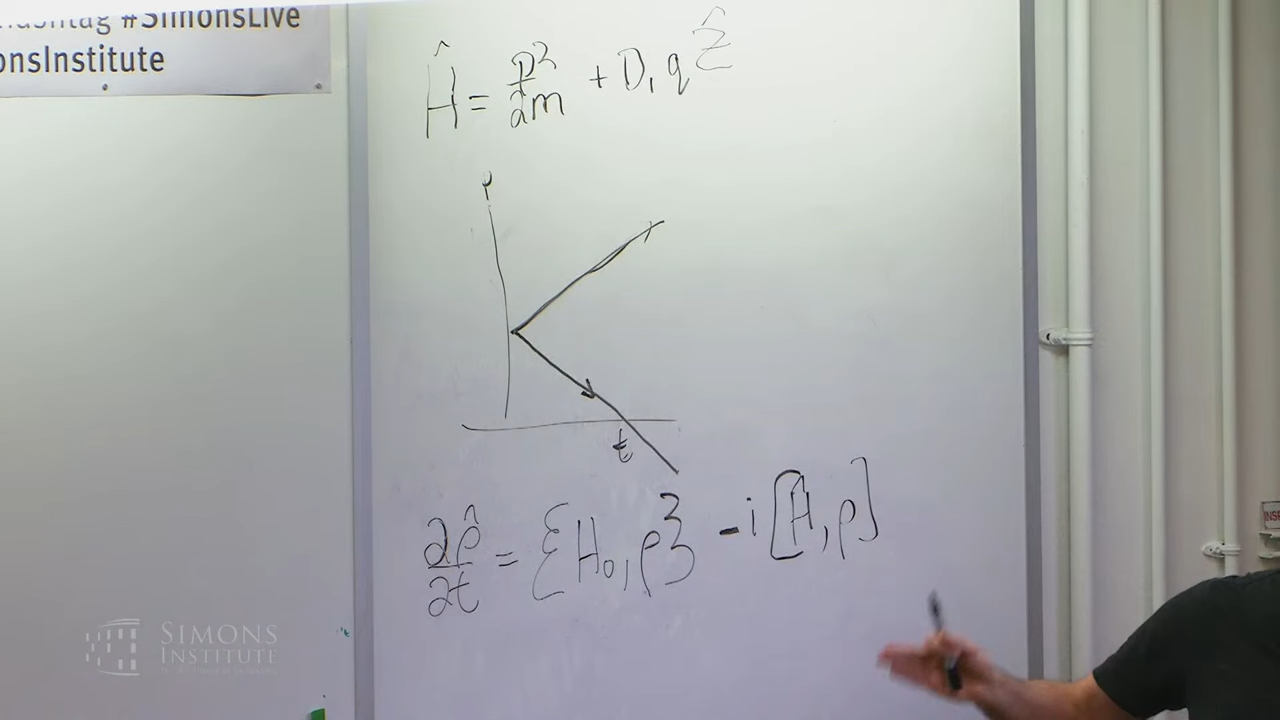 #SimonsLive
onsInstitute
Ĥ = p²/2m + D₁ q Ẑ
p
t
∂ρ̂/∂t = {H₀, ρ} - i[Ĥ, ρ]
SIMONS
INSTITUTE